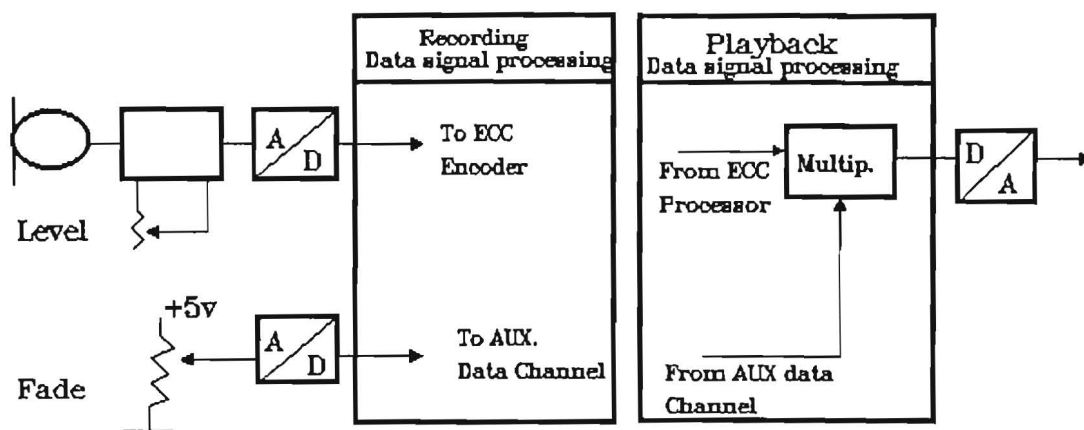 Recording
Data signal processing
A
D
To ECC
Encoder
Level
+5v
A
D
To AUX.
Data Channel
Fade
Playback
Data signal processing
From ECC
Processor
Multip.
D
A
From AUX data
Channel